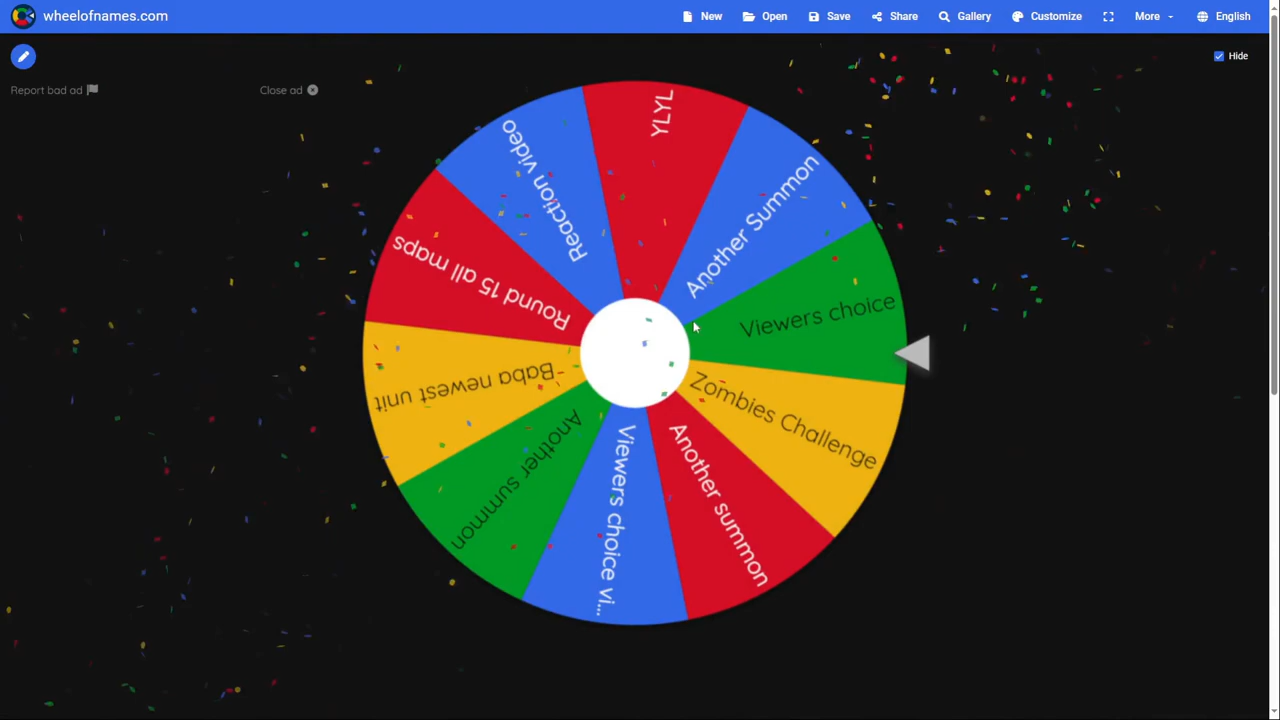 wheelofnames.com
New
Open
Save
Share
Gallery
Customize
More
English
Hide
Report bad ad
Close ad
YLYL
Another Summon
Viewers choice
Zombies Challenge
Another summon
Viewers choice vi...
Another summon
Baba newest unit
Round 15 all maps
Reaction video